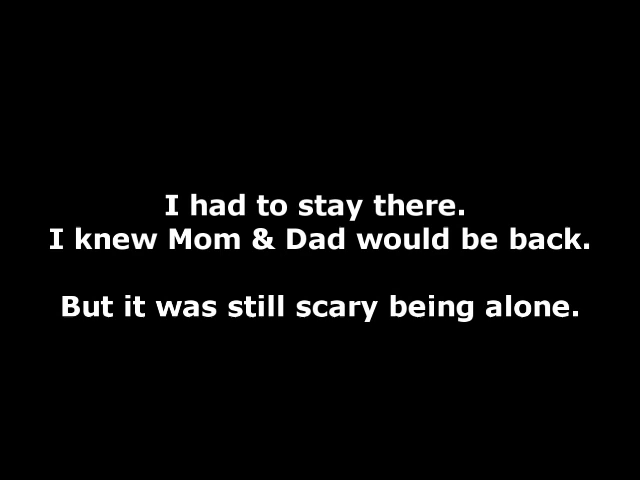 I had to stay there.
I knew Mom & Dad would be back.
But it was still scary being alone.